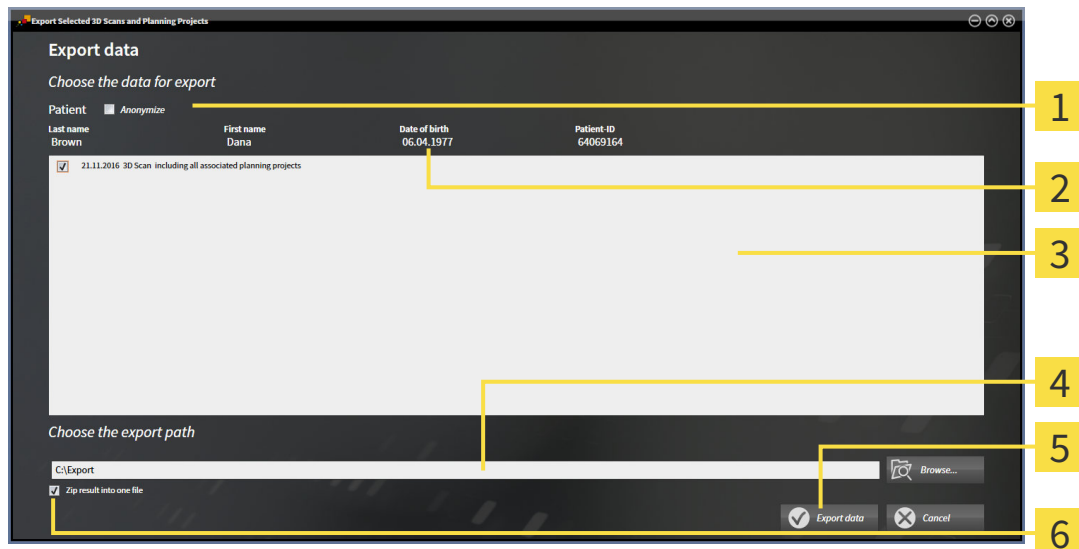 Export Selected 3D Scans and Planning Projects
Export data
Choose the data for export
Patient Anonymize
1
Last name First name Date of birth Patient-ID
Brown Dana 06.04.1977 64069164
21.11.2016 3D Scan including all associated planning projects
2
3
4
Choose the export path
5
C:\Export Browse...
Zip result into one file
Export data Cancel
6